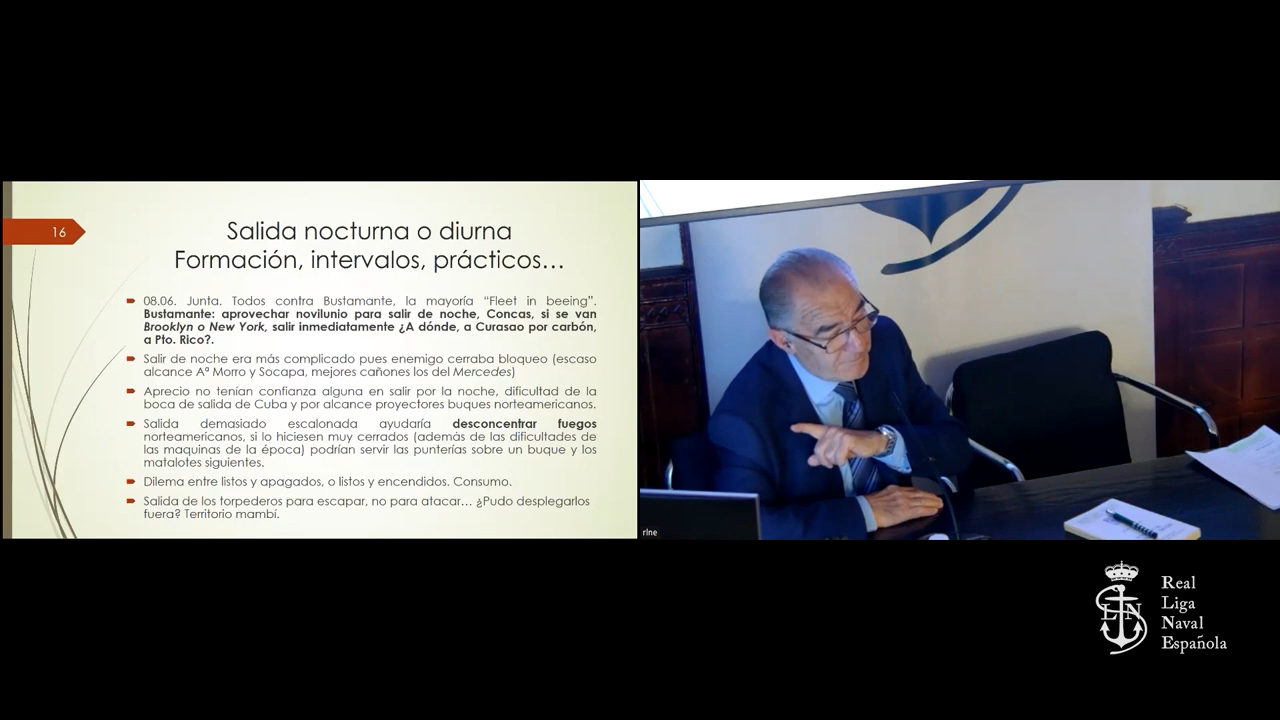 16
Salida nocturna o diurna
Formación, intervalos, prácticos…
08.06. Junta. Todos contra Bustamante, la mayoría “Fleet in beeing”.
Bustamante: aprovechar novilunio para salir de noche, Concas, si se van
Brooklyn o New York, salir inmediatamente ¿A dónde, a Curasao por carbón,
a Pto. Rico?.
Salir de noche era más complicado pues enemigo cerraba bloqueo (escaso
alcance Aª Morro y Socapa, mejores cañones los del Mercedes)
Aprecio no tenían confianza alguna en salir por la noche, dificultad de la
boca de salida de Cuba y por alcance proyectores buques norteamericanos.
Salida demasiado escalonada ayudaría desconcentrar fuegos
norteamericanos, si lo hiciesen muy cerrados (además de las dificultades de
las maquinas de la época) podrían servir las punterías sobre un buque y los
matalotes siguientes.
Dilema entre listos y apagados, o listos y encendidos. Consumo.
Salida de los torpederos para escapar, no para atacar… ¿Pudo desplegarlos
fuera? Territorio mambí.
rlne
LN
Real
Liga
Naval
Española